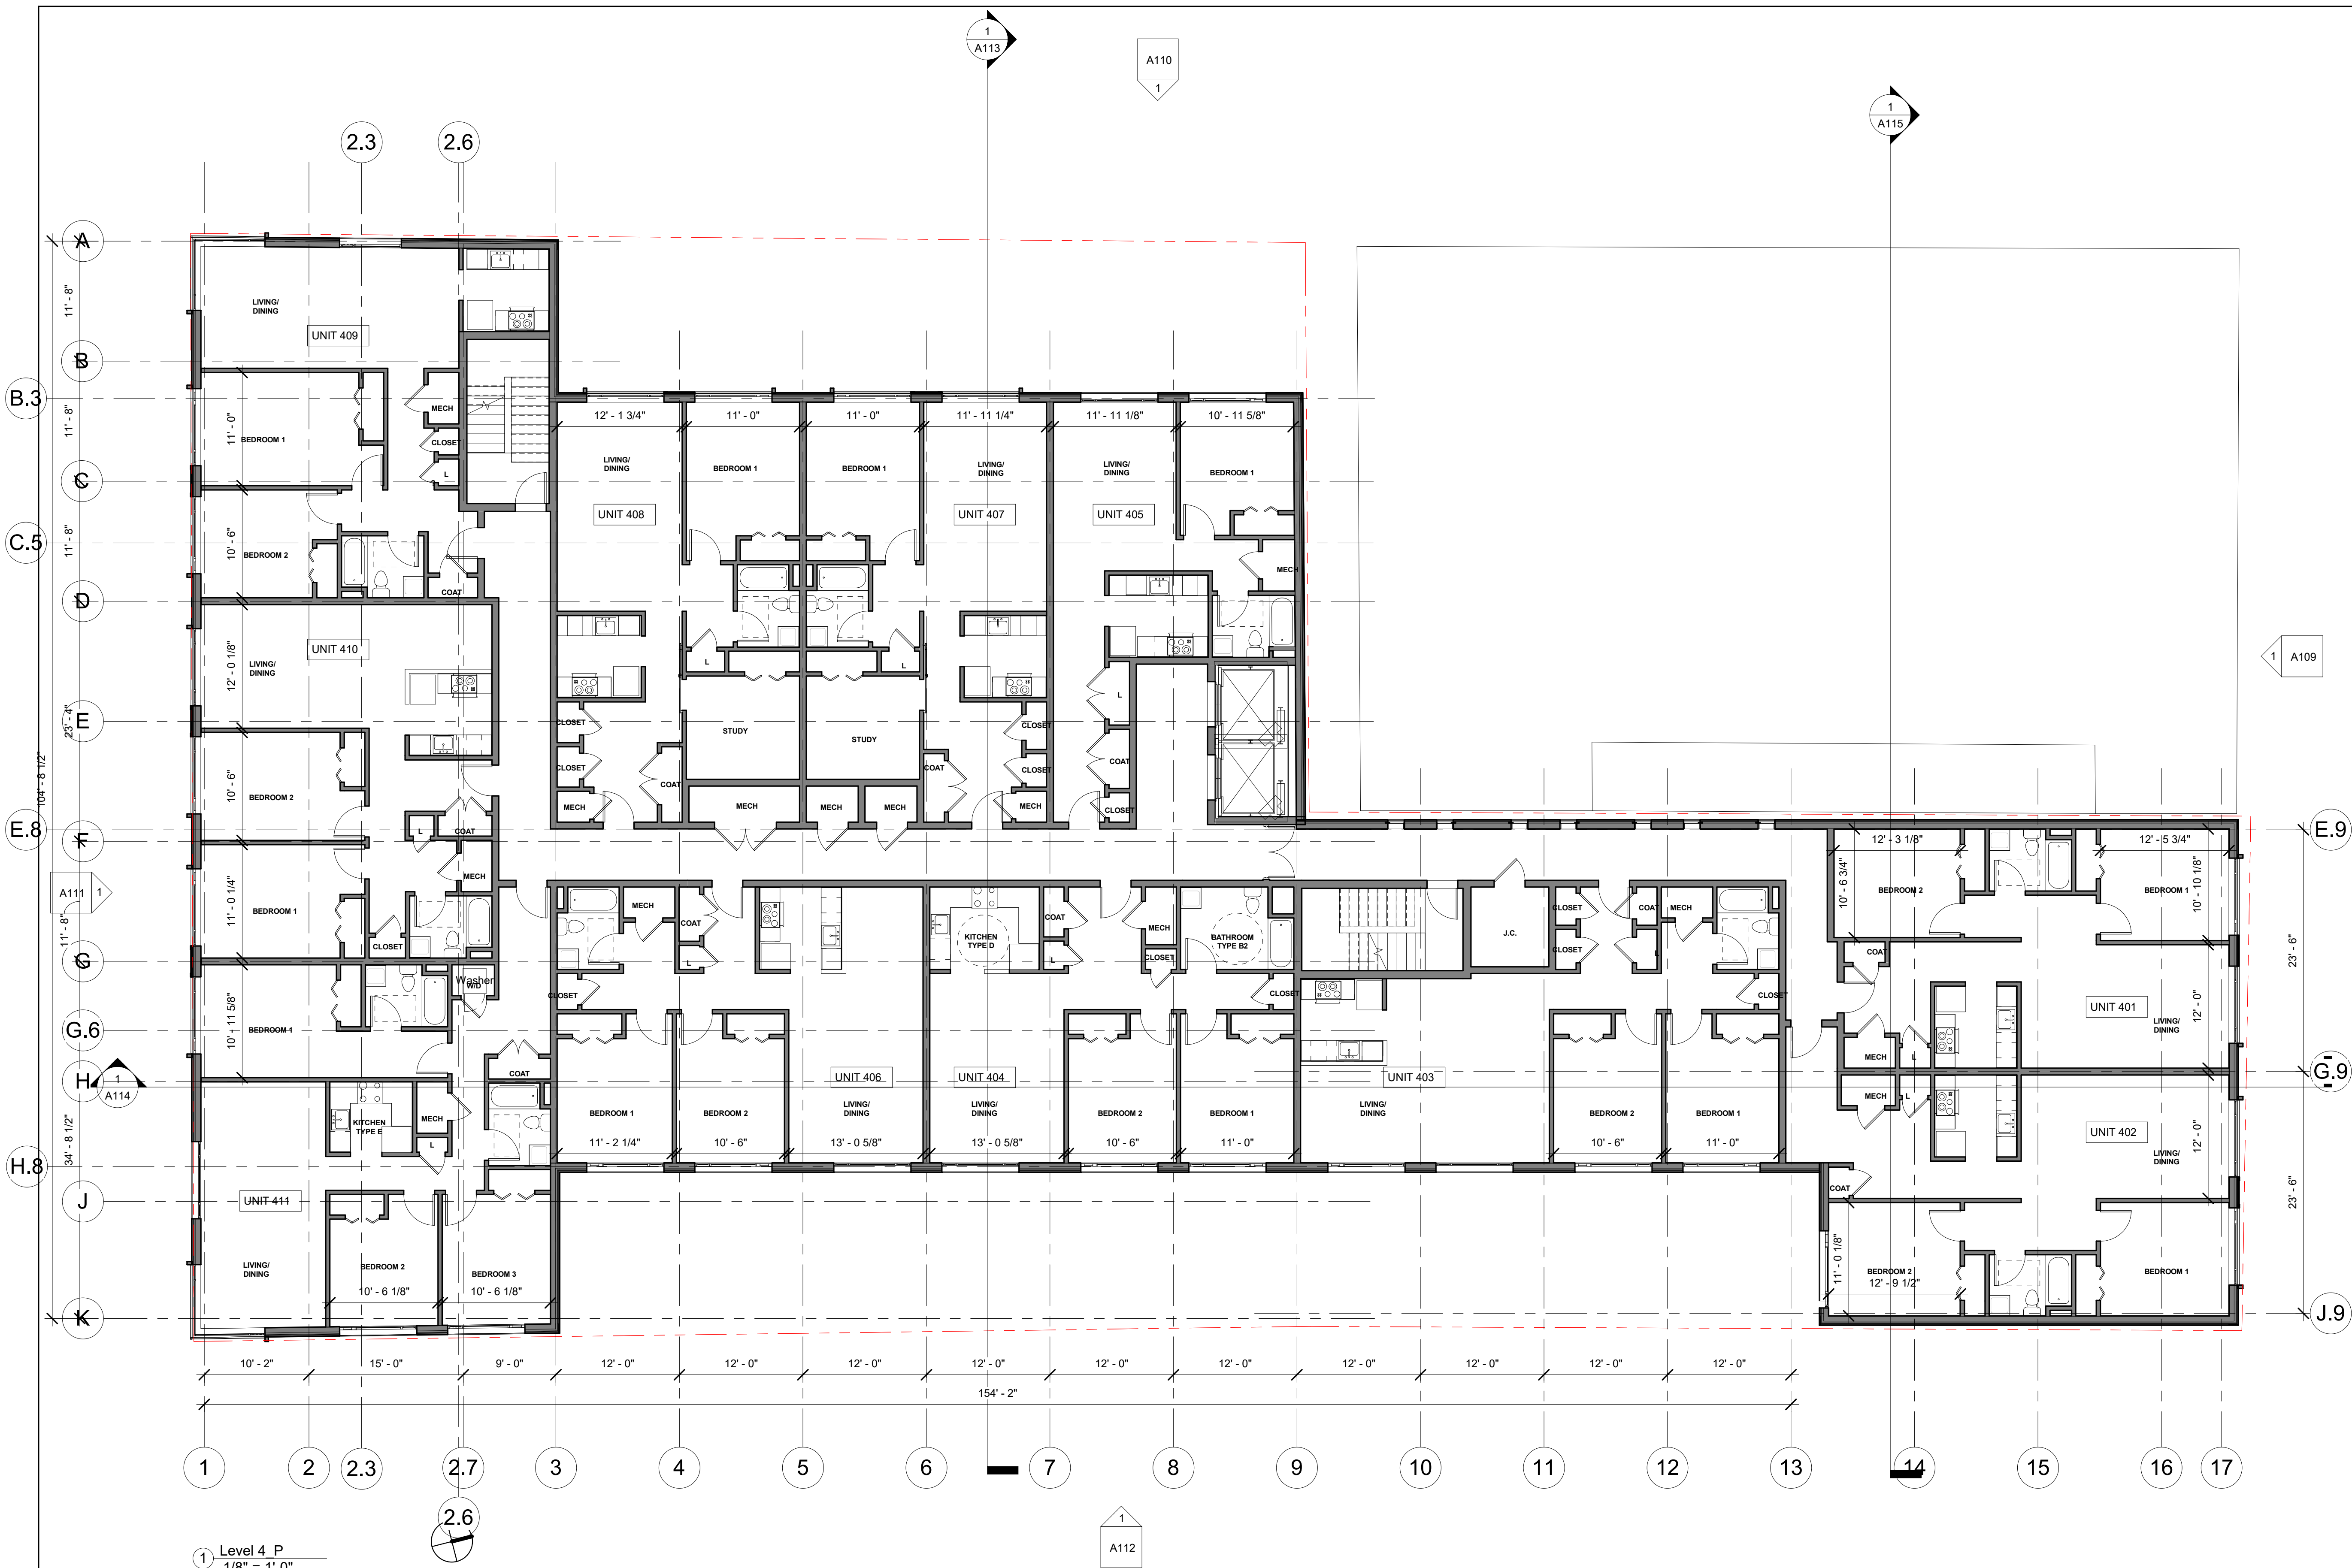 1
A113
A110
1
1
A115
2.3
2.6
A
B
B.3
C
C.5
D
E
E.8
F
G
G.6
H
H.8
J
K
11' - 8"
11' - 8"
11' - 8"
23' - 4"
104' - 8 1/2"
11' - 8"
34' - 8 1/2"
A111
1
1
A114
LIVING/
DINING
UNIT 409
MECH
CLOSET
L
11' - 0"
BEDROOM 1
10' - 6"
BEDROOM 2
COAT
UNIT 410
LIVING/
DINING
12' - 0 1/8"
10' - 6"
BEDROOM 2
L
COAT
MECH
11' - 0 1/4"
BEDROOM 1
CLOSET
Washer
W/D
10' - 11 5/8"
BEDROOM 1
COAT
KITCHEN
TYPE E
MECH
L
UNIT 411
LIVING/
DINING
BEDROOM 2
10' - 6 1/8"
BEDROOM 3
10' - 6 1/8"
12' - 1 3/4"
11' - 0"
11' - 0"
11' - 11 1/4"
11' - 11 1/8"
10' - 11 5/8"
LIVING/
DINING
BEDROOM 1
BEDROOM 1
LIVING/
DINING
LIVING/
DINING
BEDROOM 1
UNIT 408
UNIT 407
UNIT 405
MECH
L
L
L
CLOSET
STUDY
STUDY
CLOSET
CLOSET
COAT
COAT
CLOSET
COAT
MECH
MECH
MECH
MECH
MECH
CLOSET
MECH
COAT
L
CLOSET
KITCHEN
TYPE D
COAT
L
MECH
CLOSET
BATHROOM
TYPE B2
CLOSET
J.C.
CLOSET
CLOSET
COAT
L
MECH
CLOSET
UNIT 406
UNIT 404
UNIT 403
BEDROOM 1
BEDROOM 2
LIVING/
DINING
LIVING/
DINING
BEDROOM 2
BEDROOM 1
LIVING/
DINING
BEDROOM 2
BEDROOM 1
11' - 2 1/4"
10' - 6"
13' - 0 5/8"
13' - 0 5/8"
10' - 6"
11' - 0"
10' - 6"
11' - 0"
12' - 3 1/8"
12' - 5 3/4"
10' - 6 3/4"
BEDROOM 2
BEDROOM 1
10' - 10 1/8"
COAT
UNIT 401
LIVING/
DINING
12' - 0"
MECH
L
MECH
L
UNIT 402
LIVING/
DINING
12' - 0"
COAT
11' - 0 1/8"
BEDROOM 2
12' - 9 1/2"
BEDROOM 1
1
A109
E.9
23' - 6"
G.9
23' - 6"
J.9
10' - 2"
15' - 0"
9' - 0"
12' - 0"
12' - 0"
12' - 0"
12' - 0"
12' - 0"
12' - 0"
12' - 0"
12' - 0"
12' - 0"
12' - 0"
154' - 2"
1
2
2.3
2.7
3
4
5
6
7
8
9
10
11
12
13
14
15
16
17
2.6
1
A112
1
Level 4_P
1/8" = 1'-0"